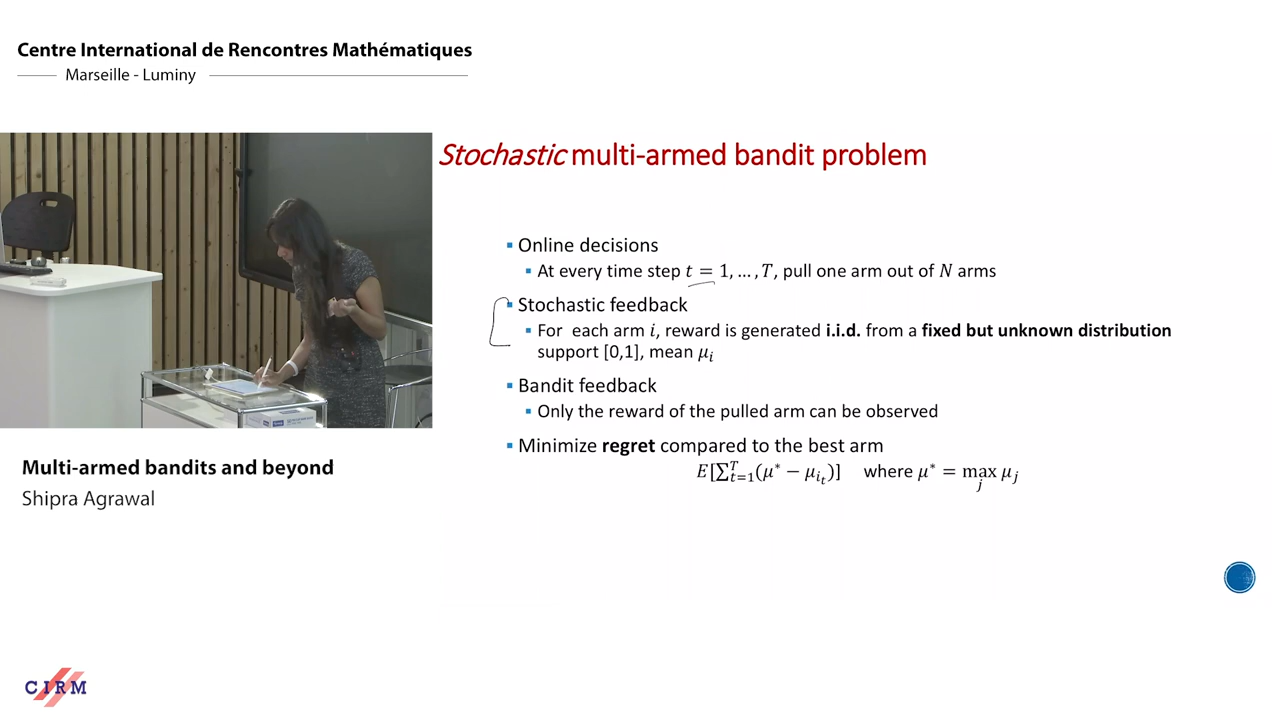 Centre International de Rencontres Mathématiques
Marseille - Luminy
Stochastic multi-armed bandit problem
▪ Online decisions
▪ At every time step t = 1, … , T, pull one arm out of N arms
▪ Stochastic feedback
▪ For each arm i, reward is generated i.i.d. from a fixed but unknown distribution
support [0,1], mean μ_i
▪ Bandit feedback
▪ Only the reward of the pulled arm can be observed
▪ Minimize regret compared to the best arm
E[∑_{t=1}^{T}(μ* − μ_{i_t})] where μ* = max_j μ_j
Multi-armed bandits and beyond
Shipra Agrawal
CIRM